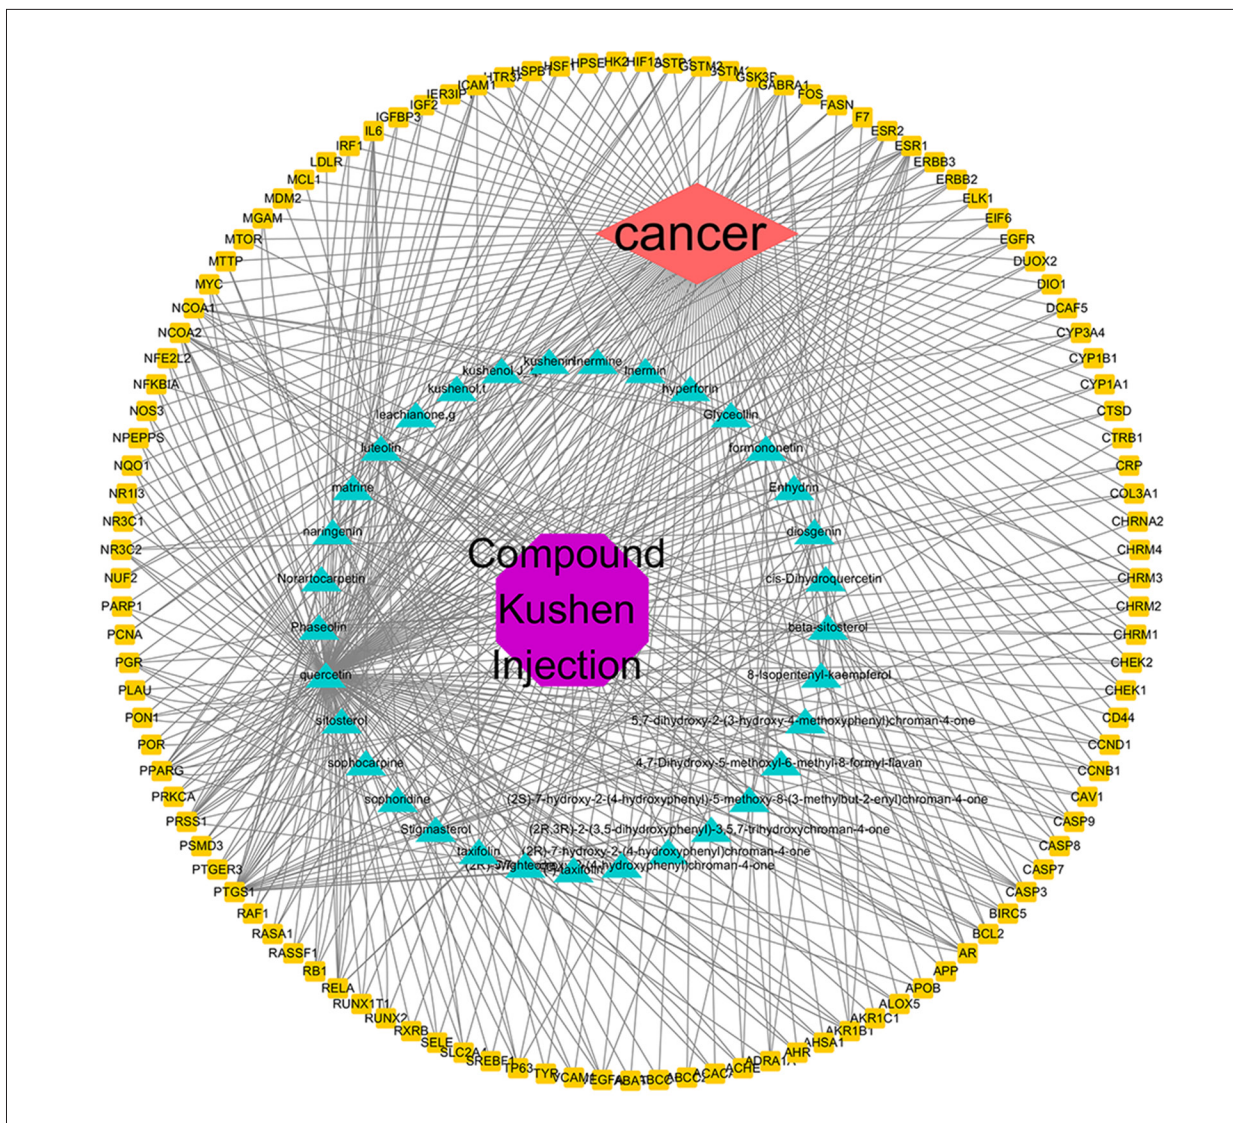 HSF1
HPSE
HK2
HIF1A
GSTM2
GSK3B
GABRA1
FOS
FASN
F7
ESR2
ESR1
ERBB3
ERBB2
ELK1
EIF6
EGFR
DUOX2
DIO1
DCAF5
CYP3A4
CYP1B1
CYP1A1
CTSD
CTRB1
CRP
COL3A1
CHRNA2
CHRM4
CHRM3
CHRM2
CHRM1
CHEK2
CHEK1
CD44
CCND1
CCNB1
CAV1
CASP9
CASP8
CASP7
CASP3
BIRC5
BCL2
AR
APP
APOB
ALOX5
AKR1C1
AKR1B1
AHSA1
AHR
ADRA1A
ACHE
TYR
TP63
SREBF1
SLC2A4
SELE
RXRB
RUNX2
RUNX1T1
RELA
RB1
RASSF1
RASA1
RAF1
PTGS1
PTGER3
PSMD3
PRSS1
PRKCA
PPARG
POR
PON1
PLAU
PGR
PCNA
PARP1
NUF2
NR3C2
NR3C1
NR1I3
NQO1
NPEPPS
NOS3
NFKBIA
NFE2L2
NCOA2
NCOA1
MYC
MTTP
MTOR
MGAM
MDM2
MCL1
LDLR
IRF1
IL6
IGFBP3
IGF2
ICAM1
cancer
kushenin
Inermine
Inermin
hyperforin
Glyceollin
formononetin
Enhydrin
diosgenin
cis-Dihydroquercetin
beta-sitosterol
8-Isopentenyl-kaempferol
5,7-dihydroxy-2-(3-hydroxy-4-methoxyphenyl)chroman-4-one
4,7-Dihydroxy-5-methoxyl-6-methyl-8-formyl-flavan
(2S)-7-hydroxy-2-(4-hydroxyphenyl)-5-methoxy-8-(3-methylbut-2-enyl)chroman-4-one
(2R,3R)-2-(3,5-dihydroxyphenyl)-3,5,7-trihydroxychroman-4-one
(2R)-7-hydroxy-2-(4-hydroxyphenyl)chroman-4-one
taxifolin
Stigmasterol
sophoridine
sophocarpine
sitosterol
quercetin
Phaseolin
Norartocarpetin
naringenin
matrine
luteolin
leachianone,g
kushenol,t
Compound
Kushen
Injection